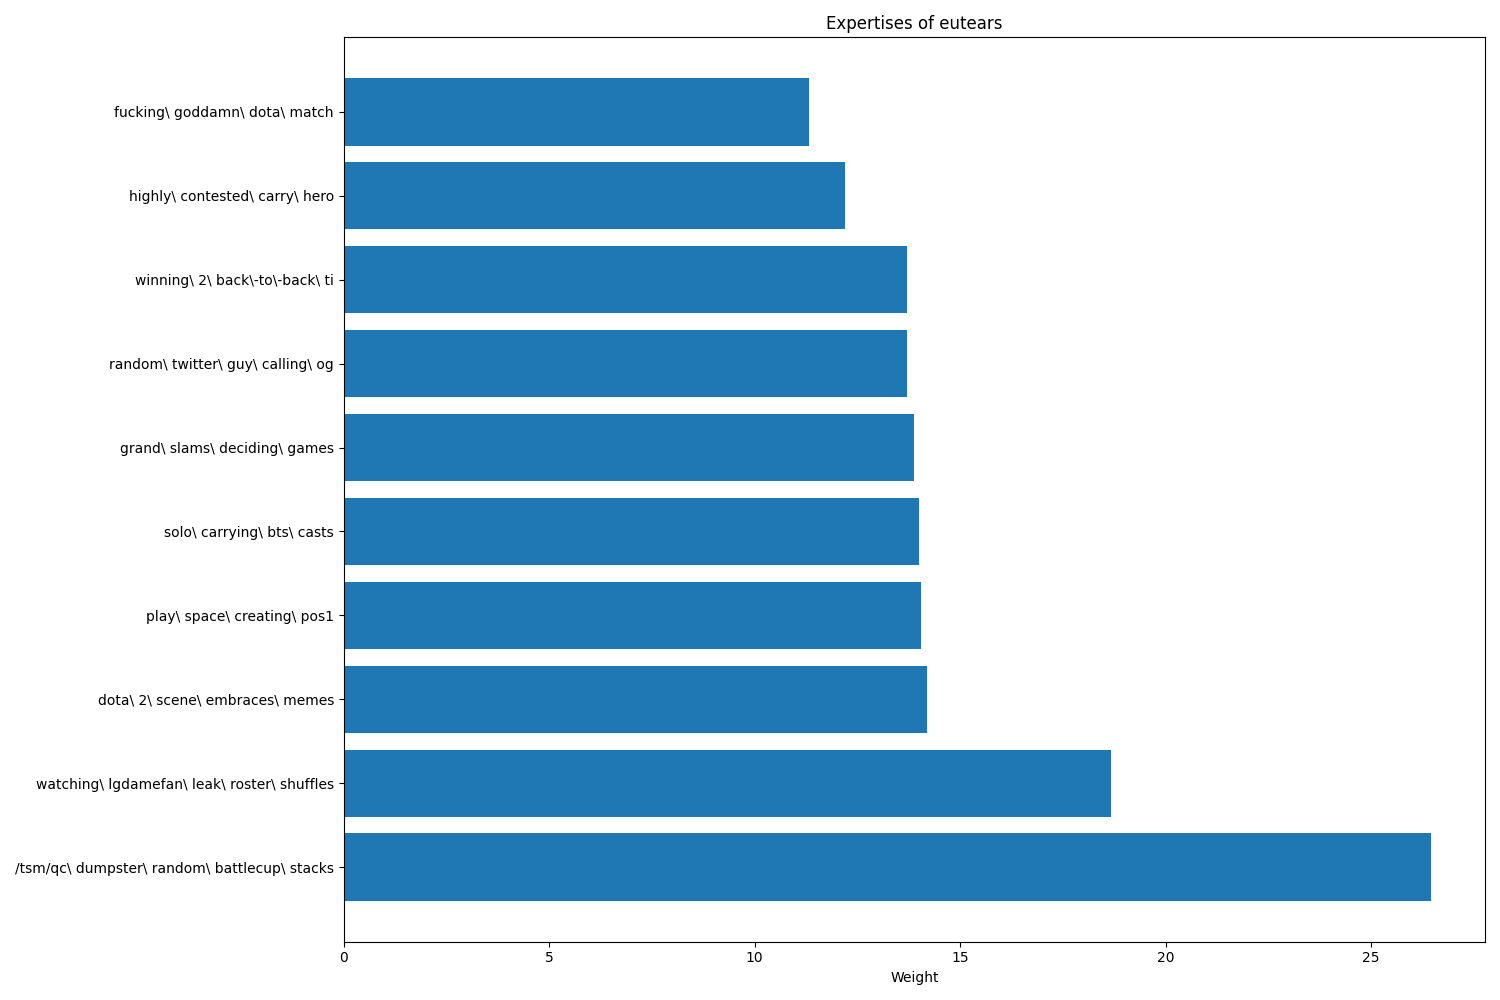 Expertises of eutears
fucking\ goddamn\ dota\ match
highly\ contested\ carry\ hero
winning\ 2\ back\-to\-back\ ti
random\ twitter\ guy\ calling\ og
grand\ slams\ deciding\ games
solo\ carrying\ bts\ casts
play\ space\ creating\ pos1
dota\ 2\ scene\ embraces\ memes
watching\ lgdamefan\ leak\ roster\ shuffles
/tsm/qc\ dumpster\ random\ battlecup\ stacks
0 5 10 15 20 25
Weight